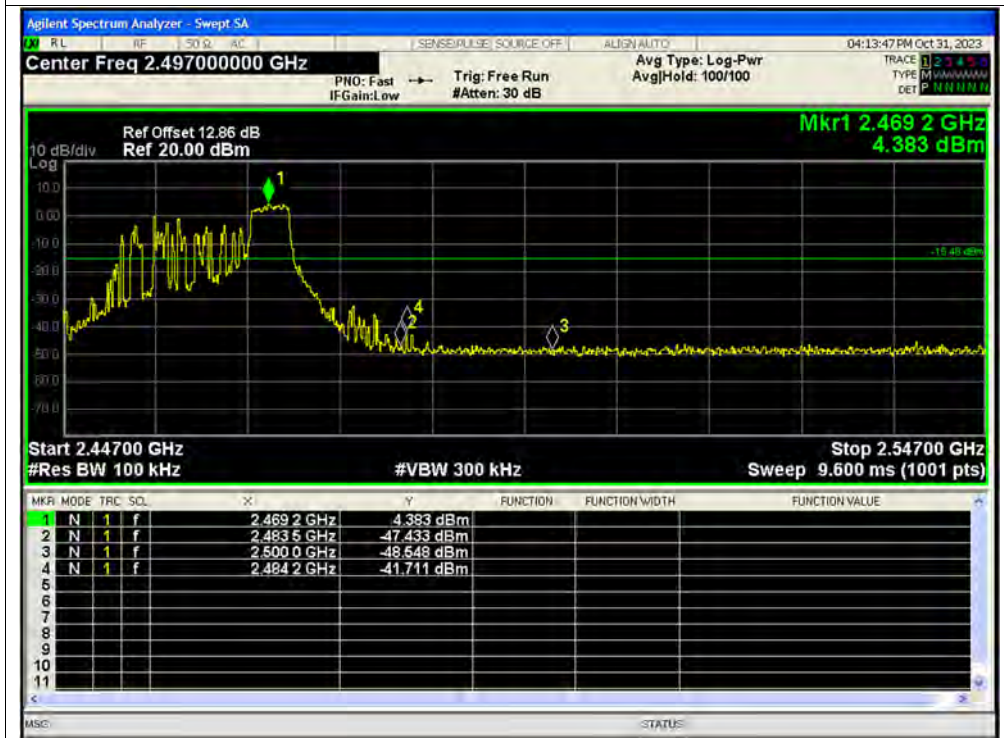 Agilent Spectrum Analyzer - Swept SA
RL RF 50 Ω AC SENSE:PULSE SOURCE OFF ALIGN AUTO 04:13:47 PM Oct 31, 2023
Center Freq 2.497000000 GHz
PNO: Fast
IFGain:Low
Trig: Free Run
#Atten: 30 dB
Avg Type: Log-Pwr
Avg|Hold: 100/100
TRACE 1 2 3 4 5 6
TYPE M
DET P N N N N N
Mkr1 2.469 2 GHz
4.383 dBm
Ref Offset 12.86 dB
10 dB/div Ref 20.00 dBm
Log
10.0
0.00
-10.0
-20.0
-30.0
-40.0
-50.0
-60.0
-70.0
1
4
2
3
Start 2.44700 GHz Stop 2.54700 GHz
#Res BW 100 kHz #VBW 300 kHz Sweep 9.600 ms (1001 pts)
MKR MODE TRC SCL X Y FUNCTION FUNCTION WIDTH FUNCTION VALUE
1 N 1 f 2.469 2 GHz 4.383 dBm
2 N 1 f 2.483 5 GHz -47.433 dBm
3 N 1 f 2.500 0 GHz -48.548 dBm
4 N 1 f 2.484 2 GHz -41.711 dBm
5
6
7
8
9
10
11
MSG STATUS